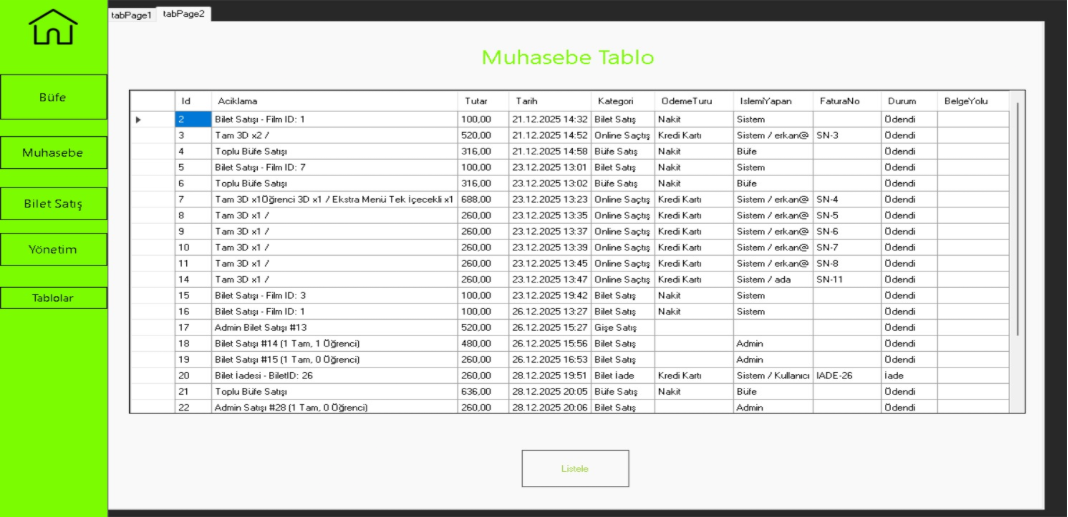 tabPage1 tabPage2
Büfe
Muhasebe
Bilet Satış
Yönetim
Tablolar
Muhasebe Tablo
Id Aciklama Tutar Tarih Kategori OdemeTuru IslemiYapan FaturaNo Durum BelgeYolu
2 Bilet Satışı - Film ID: 1 100,00 21.12.2025 14:32 Bilet Satış Nakit Sistem Ödendi
3 Tam 3D x2 / 520,00 21.12.2025 14:52 Online Saçtış Kredi Kartı Sistem / erkan@ SN-3 Ödendi
4 Toplu Büfe Satışı 316,00 21.12.2025 14:58 Büfe Satış Nakit Büfe Ödendi
5 Bilet Satışı - Film ID: 7 100,00 23.12.2025 13:01 Bilet Satış Nakit Sistem Ödendi
6 Toplu Büfe Satışı 316,00 23.12.2025 13:02 Büfe Satış Nakit Büfe Ödendi
7 Tam 3D x1Öğrenci 3D x1 / Ekstra Menü Tek İçecekli x1 688,00 23.12.2025 13:23 Online Saçtış Kredi Kartı Sistem / erkan@ SN-4 Ödendi
8 Tam 3D x1 / 260,00 23.12.2025 13:35 Online Saçtış Kredi Kartı Sistem / erkan@ SN-5 Ödendi
9 Tam 3D x1 / 260,00 23.12.2025 13:37 Online Saçtış Kredi Kartı Sistem / erkan@ SN-6 Ödendi
10 Tam 3D x1 / 260,00 23.12.2025 13:39 Online Saçtış Kredi Kartı Sistem / erkan@ SN-7 Ödendi
11 Tam 3D x1 / 260,00 23.12.2025 13:45 Online Saçtış Kredi Kartı Sistem / erkan@ SN-8 Ödendi
14 Tam 3D x1 / 260,00 23.12.2025 13:47 Online Saçtış Kredi Kartı Sistem / ada SN-11 Ödendi
15 Bilet Satışı - Film ID: 3 100,00 23.12.2025 19:42 Bilet Satış Nakit Sistem Ödendi
16 Bilet Satışı - Film ID: 1 100,00 26.12.2025 13:27 Bilet Satış Nakit Sistem Ödendi
17 Admin Bilet Satışı #13 520,00 26.12.2025 15:27 Gişe Satış Ödendi
18 Bilet Satışı #14 (1 Tam, 1 Öğrenci) 480,00 26.12.2025 15:56 Bilet Satış Admin Ödendi
19 Bilet Satışı #15 (1 Tam, 0 Öğrenci) 260,00 26.12.2025 16:53 Bilet Satış Admin Ödendi
20 Bilet İadesi - BiletID: 26 260,00 28.12.2025 19:51 Bilet İade Kredi Kartı Sistem / Kullanıcı IADE-26 İade
21 Toplu Büfe Satışı 636,00 28.12.2025 20:05 Büfe Satış Nakit Büfe Ödendi
22 Admin Satışı #28 (1 Tam, 0 Öğrenci) 260,00 28.12.2025 20:06 Bilet Satış Admin Ödendi
Listele